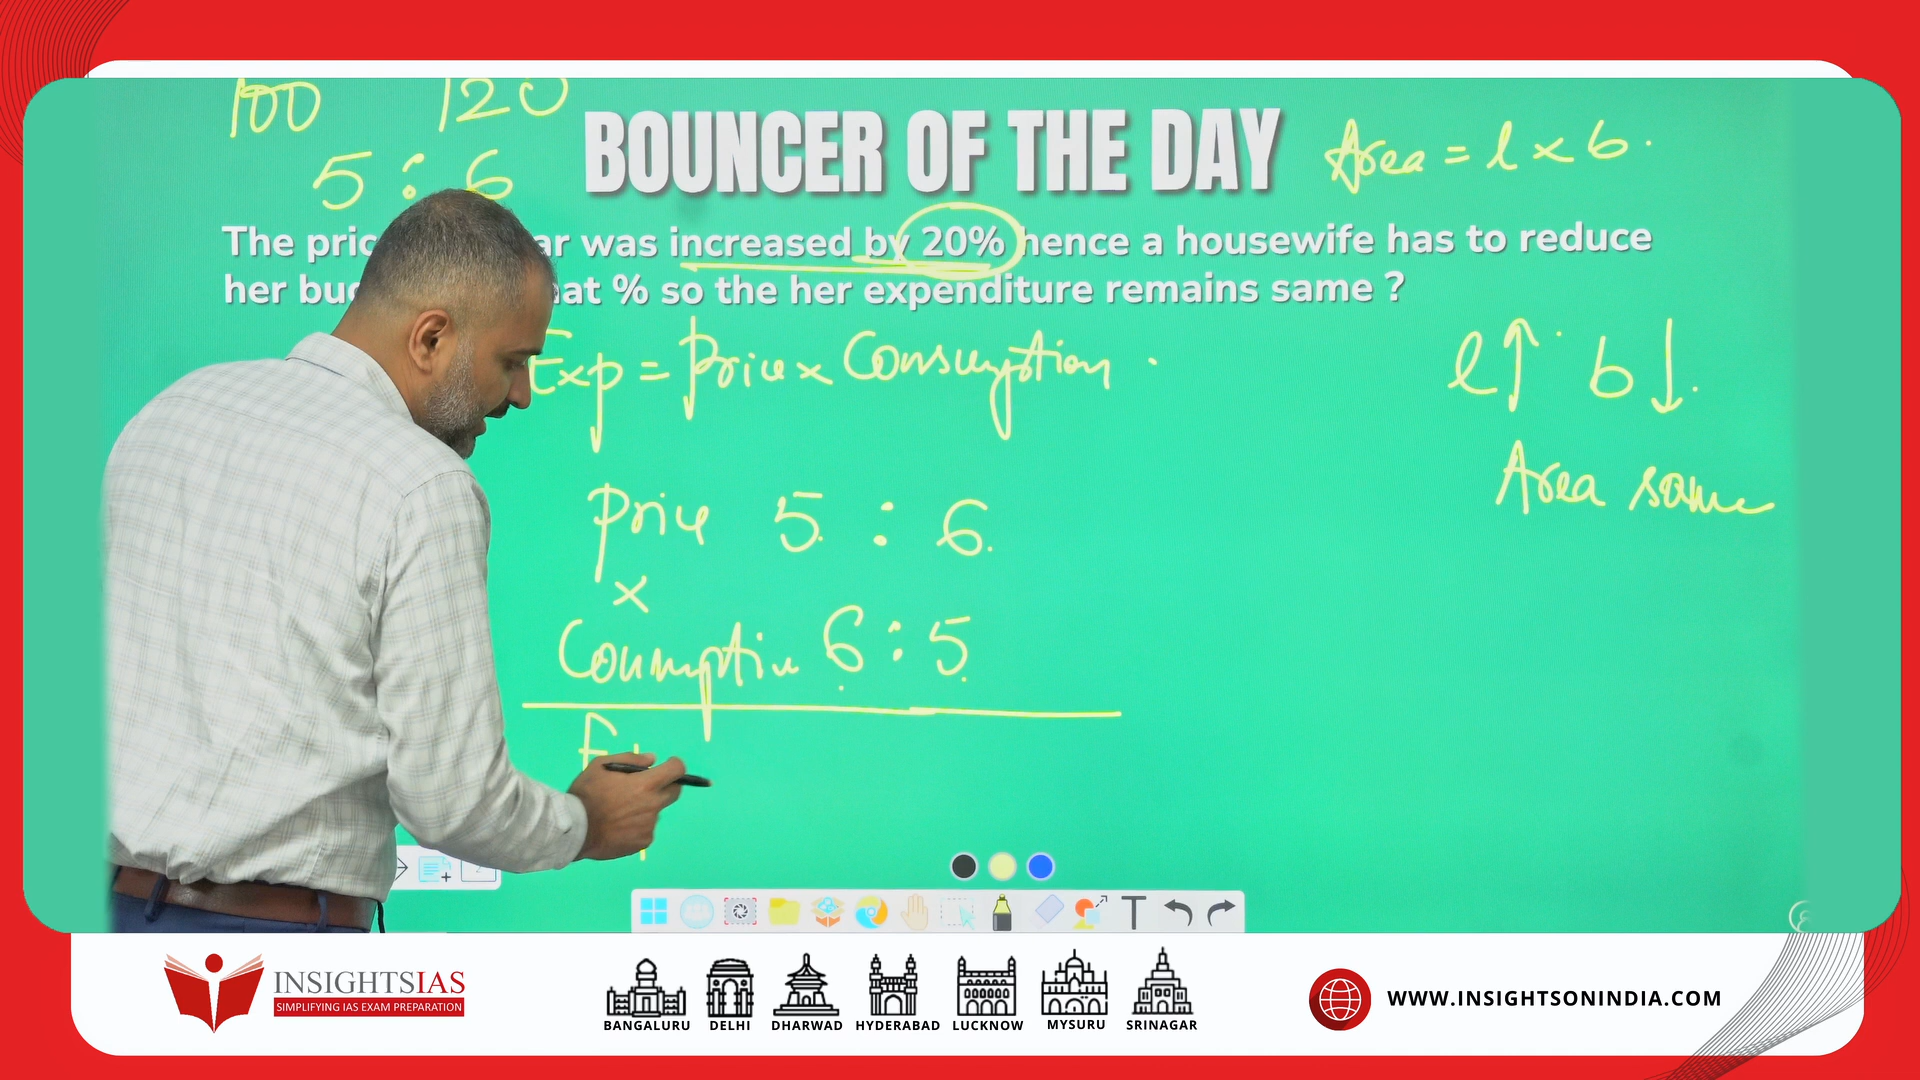 100 120
5 : 6
BOUNCER OF THE DAY
Area = l x b.
The pric ar was increased by 20% hence a housewife has to reduce
her bud at % so the her expenditure remains same ?
Exp = Price x Consumption
l↑ b↓.
Area same
Price 5 : 6
x
Consumption 6 : 5
INSIGHTSIAS
SIMPLIFYING IAS EXAM PREPARATION
BANGALURU DELHI DHARWAD HYDERABAD LUCKNOW MYSURU SRINAGAR
WWW.INSIGHTSONINDIA.COM